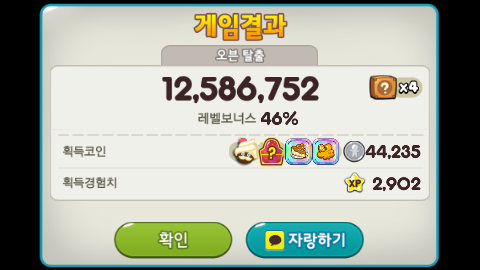 게임결과
오븐 탈출
12,586,752
? x4
레벨보너스 46%
획득코인 ? 44,235
획득경험치 XP 2,902
확인 자랑하기